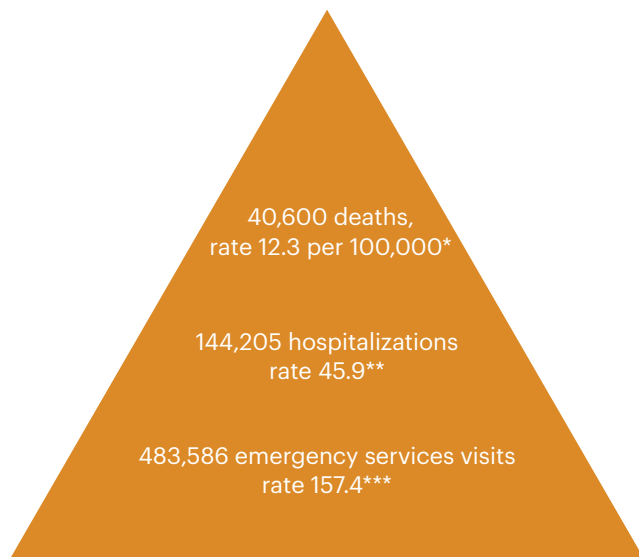 40,600 deaths,
rate 12.3 per 100,000*
144,205 hospitalizations
rate 45.9**
483,586 emergency services visits
rate 157.4***